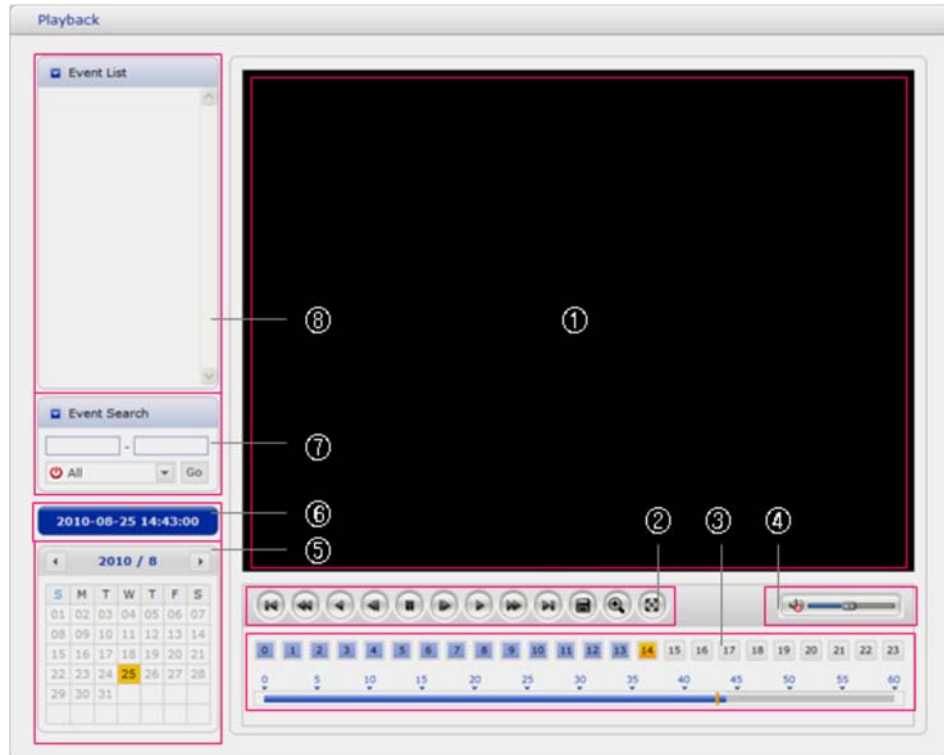 Playback
Event List
⑧
①
Event Search
-
⑦
All Go
2010-08-25 14:43:00
⑥
② ③ ④
⑤
2010 / 8
S M T W T F S
01 02 03 04 05 06 07
08 09 10 11 12 13 14
15 16 17 18 19 20 21
22 23 24 25 26 27 28
29 30 31
0 1 2 3 4 5 6 7 8 9 10 11 12 13 14 15 16 17 18 19 20 21 22 23
0 5 10 15 20 25 30 35 40 45 50 55 60